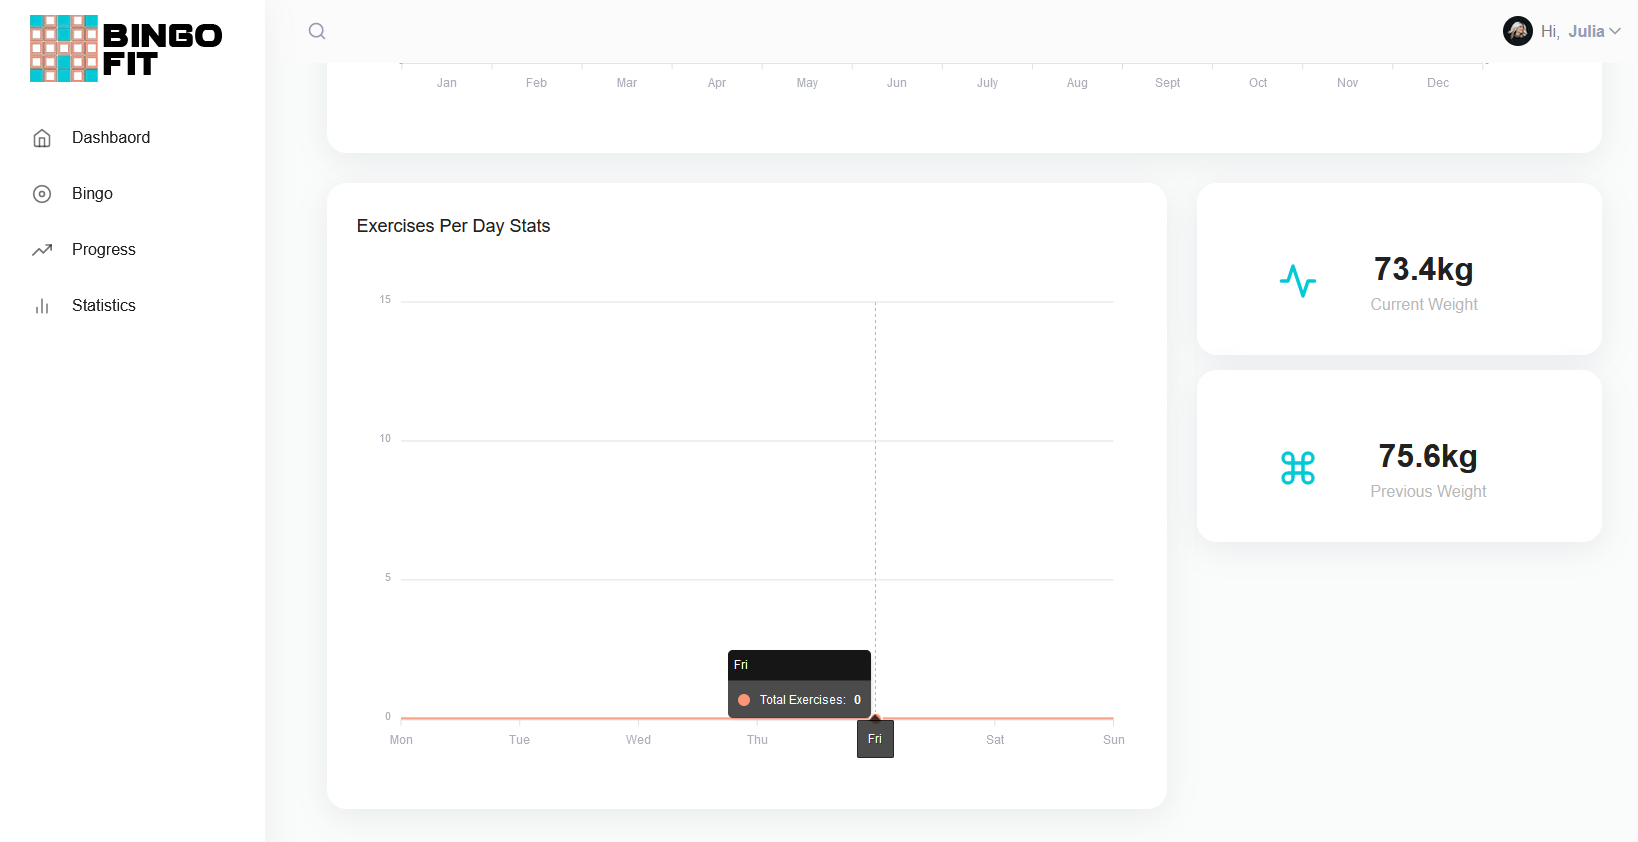 BINGO
FIT
Hi, Julia
Dashbaord
Bingo
Progress
Statistics
Jan Feb Mar Apr May Jun July Aug Sept Oct Nov Dec
Exercises Per Day Stats
15
10
5
0
Fri
Total Exercises: 0
Mon Tue Wed Thu Fri Sat Sun
73.4kg
Current Weight
75.6kg
Previous Weight